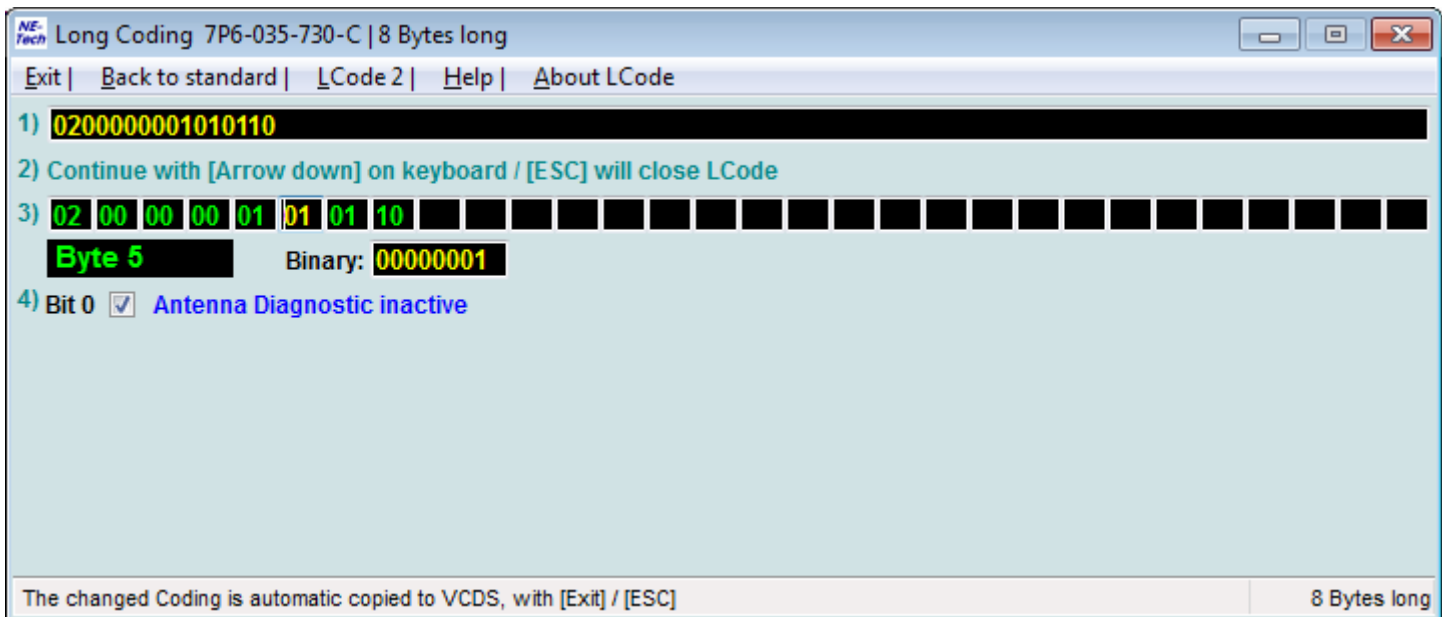 NE-Tech Long Coding 7P6-035-730-C | 8 Bytes long
Exit | Back to standard | LCode 2 | Help | About LCode
1) 0200000001010110
2) Continue with [Arrow down] on keyboard / [ESC] will close LCode
3) 02 00 00 00 01 01 01 10
Byte 5 Binary: 00000001
4) Bit 0 Antenna Diagnostic inactive
The changed Coding is automatic copied to VCDS, with [Exit] / [ESC] 8 Bytes long